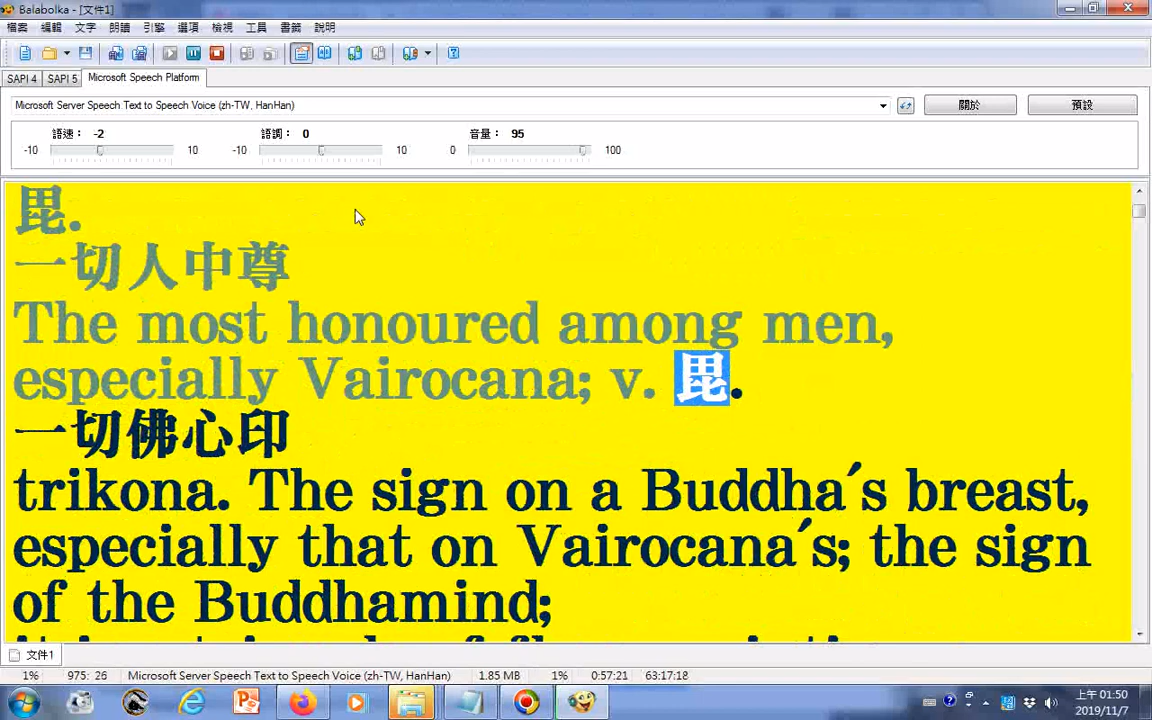 Balabolka - [文件1]
檔案 編輯 文字 朗讀 引擎 選項 檢視 工具 書籤 說明
SAPI 4 SAPI 5 Microsoft Speech Platform
Microsoft Server Speech Text to Speech Voice (zh-TW, HanHan) 關於 預設
語速： -2 語調： 0 音量： 95
-10 10 -10 10 0 100
毘.
一切人中尊
The most honoured among men,
especially Vairocana; v. 毘.
一切佛心印
trikona. The sign on a Buddha′s breast,
especially that on Vairocana′s; the sign
of the Buddhamind;
文件1
1% 975: 26 Microsoft Server Speech Text to Speech Voice (zh-TW, HanHan) 1.85 MB 1% 0:57:21 63:17:18
上午 01:50
2019/11/7